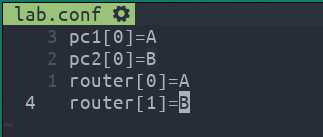 lab.conf
3 pc1[0]=A
2 pc2[0]=B
1 router[0]=A
4 router[1]=B
~